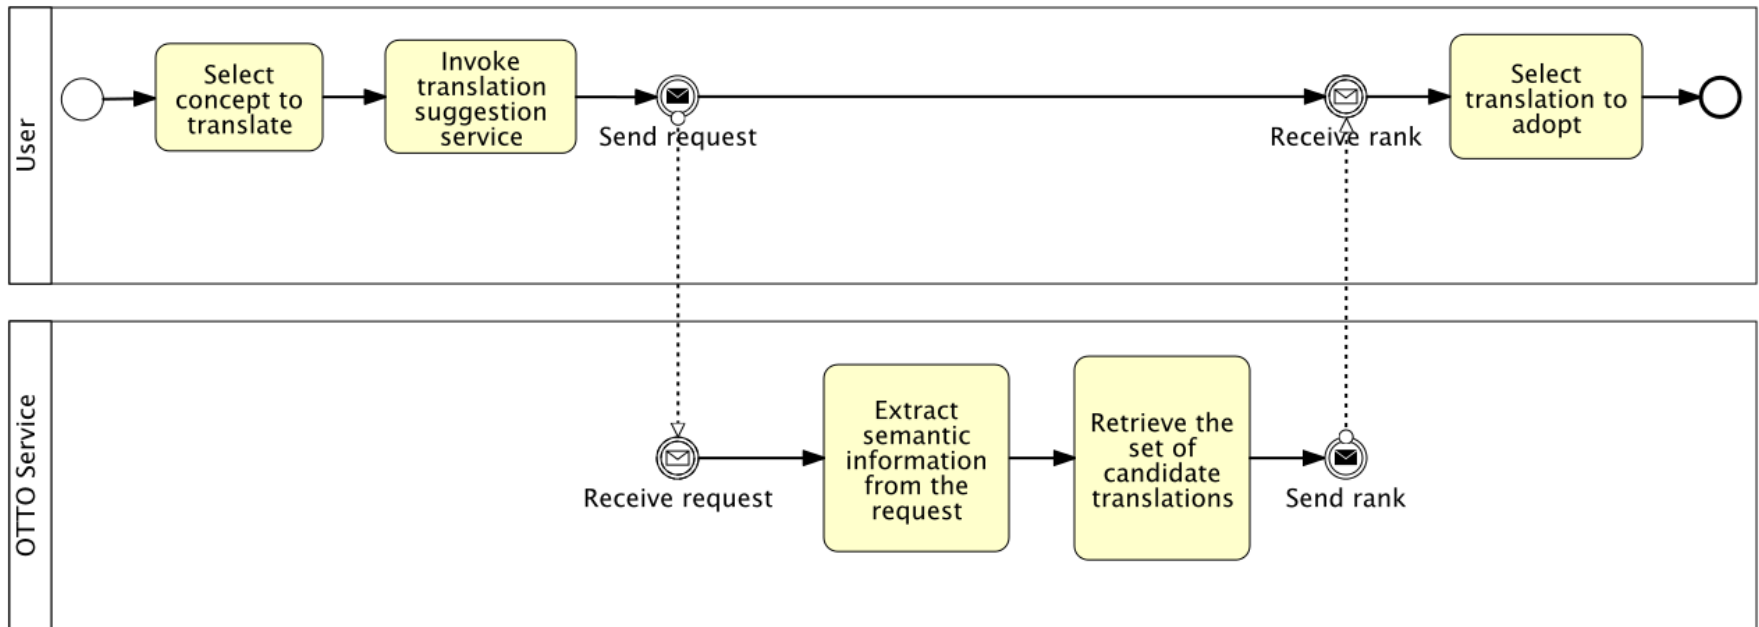 User
Select
concept to
translate
Invoke
translation
suggestion
service
Send request
Receive rank
Select
translation to
adopt
OTTO Service
Receive request
Extract
semantic
information
from the
request
Retrieve the
set of
candidate
translations
Send rank